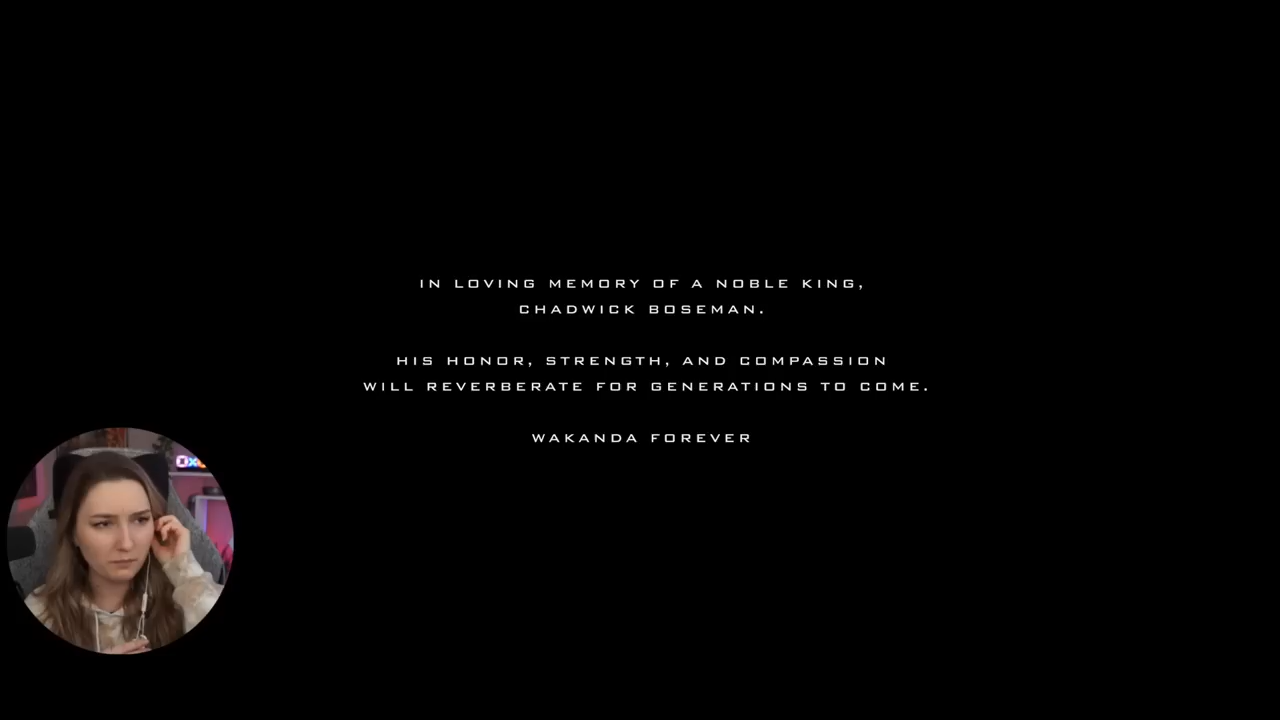 IN LOVING MEMORY OF A NOBLE KING,
CHADWICK BOSEMAN.
HIS HONOR, STRENGTH, AND COMPASSION
WILL REVERBERATE FOR GENERATIONS TO COME.
WAKANDA FOREVER